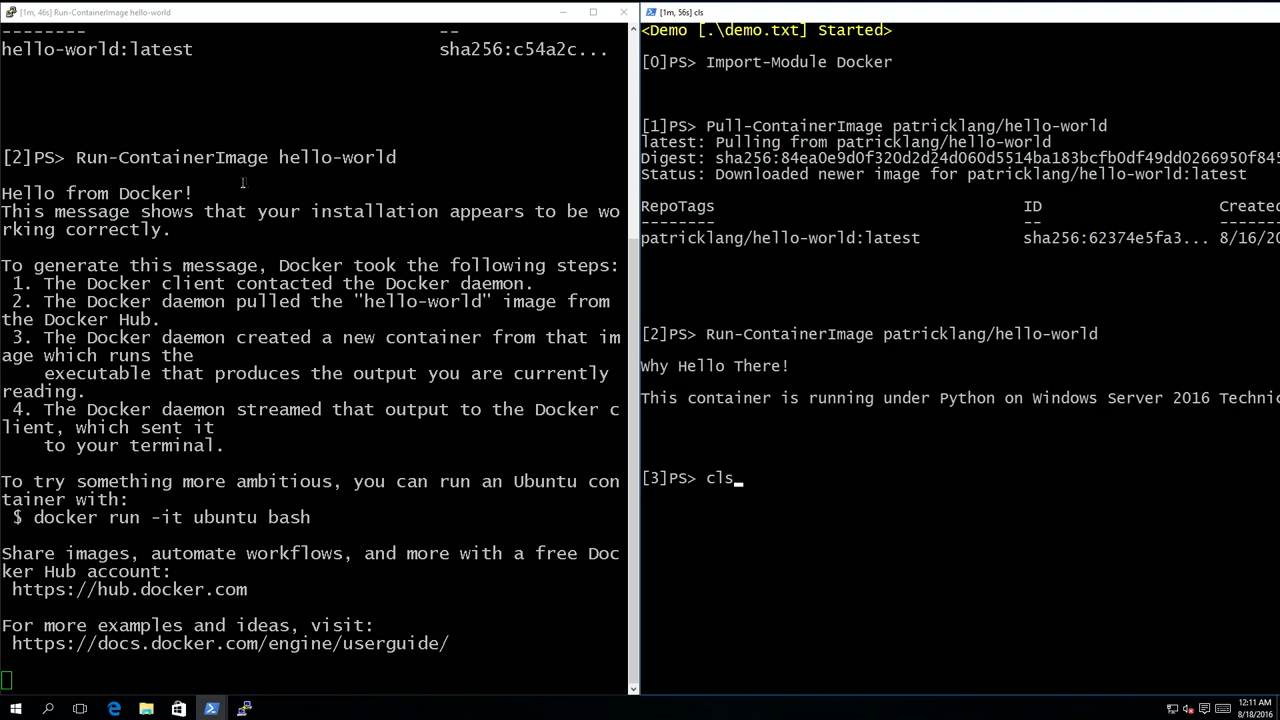 [1m, 46s] Run-ContainerImage hello-world
-------- --
hello-world:latest sha256:c54a2c...
[2]PS> Run-ContainerImage hello-world
Hello from Docker!
This message shows that your installation appears to be wo
rking correctly.
To generate this message, Docker took the following steps:
1. The Docker client contacted the Docker daemon.
2. The Docker daemon pulled the "hello-world" image from
the Docker Hub.
3. The Docker daemon created a new container from that im
age which runs the
executable that produces the output you are currently
reading.
4. The Docker daemon streamed that output to the Docker c
lient, which sent it
to your terminal.
To try something more ambitious, you can run an Ubuntu con
tainer with:
$ docker run -it ubuntu bash
Share images, automate workflows, and more with a free Doc
ker Hub account:
https://hub.docker.com
For more examples and ideas, visit:
https://docs.docker.com/engine/userguide/
[1m, 56s] cls
<Demo [.\demo.txt] Started>
[0]PS> Import-Module Docker
[1]PS> Pull-ContainerImage patricklang/hello-world
latest: Pulling from patricklang/hello-world
Digest: sha256:84ea0e9d0f320d2d24d060d5514ba183bcfb0df49dd0266950f845
Status: Downloaded newer image for patricklang/hello-world:latest
RepoTags ID Created
-------- -- -------
patricklang/hello-world:latest sha256:62374e5fa3... 8/16/20
[2]PS> Run-ContainerImage patricklang/hello-world
Why Hello There!
This container is running under Python on Windows Server 2016 Technic
[3]PS> cls_
12:11 AM
8/18/2016